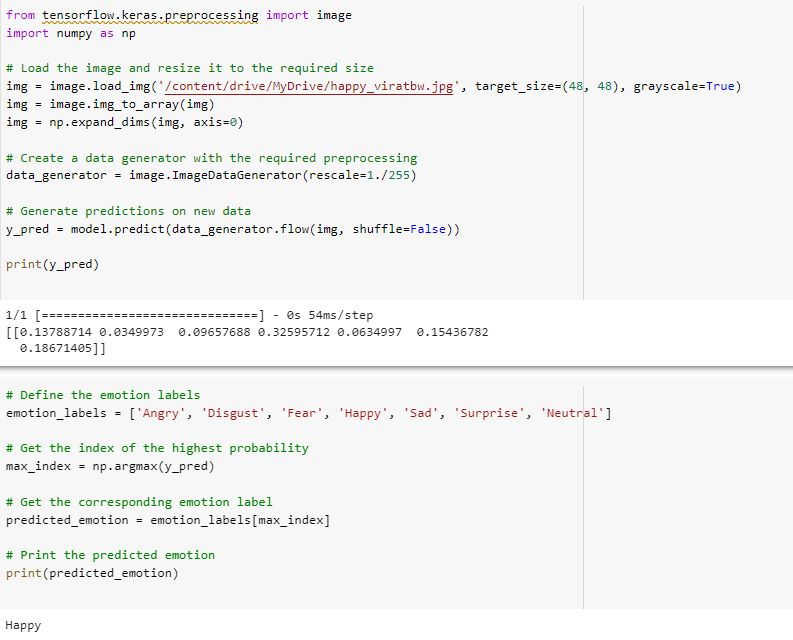 from tensorflow.keras.preprocessing import image
import numpy as np
# Load the image and resize it to the required size
img = image.load_img('/content/drive/MyDrive/happy_viratbw.jpg', target_size=(48, 48), grayscale=True)
img = image.img_to_array(img)
img = np.expand_dims(img, axis=0)
# Create a data generator with the required preprocessing
data_generator = image.ImageDataGenerator(rescale=1./255)
# Generate predictions on new data
y_pred = model.predict(data_generator.flow(img, shuffle=False))
print(y_pred)
1/1 [==============================] - 0s 54ms/step
[[0.13788714 0.0349973  0.09657688 0.32595712 0.0634997  0.15436782
  0.18671405]]
# Define the emotion labels
emotion_labels = ['Angry', 'Disgust', 'Fear', 'Happy', 'Sad', 'Surprise', 'Neutral']
# Get the index of the highest probability
max_index = np.argmax(y_pred)
# Get the corresponding emotion label
predicted_emotion = emotion_labels[max_index]
# Print the predicted emotion
print(predicted_emotion)
Happy